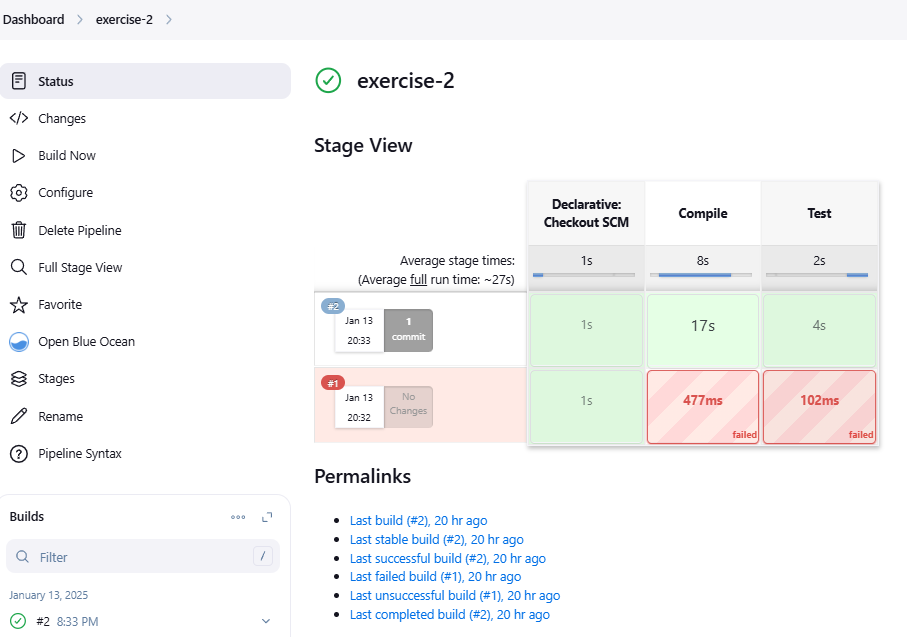 Dashboard > exercise-2 >
Status
Changes
Build Now
Configure
Delete Pipeline
Full Stage View
Favorite
Open Blue Ocean
Stages
Rename
Pipeline Syntax
Builds
Filter
/
January 13, 2025
#2 8:33 PM
exercise-2
Stage View
Declarative:
Checkout SCM
Compile
Test
Average stage times:
(Average full run time: ~27s)
1s
8s
2s
#2
Jan 13
20:33
1
commit
1s
17s
4s
#1
Jan 13
20:32
No
Changes
1s
477ms
failed
102ms
failed
Permalinks
Last build (#2), 20 hr ago
Last stable build (#2), 20 hr ago
Last successful build (#2), 20 hr ago
Last failed build (#1), 20 hr ago
Last unsuccessful build (#1), 20 hr ago
Last completed build (#2), 20 hr ago